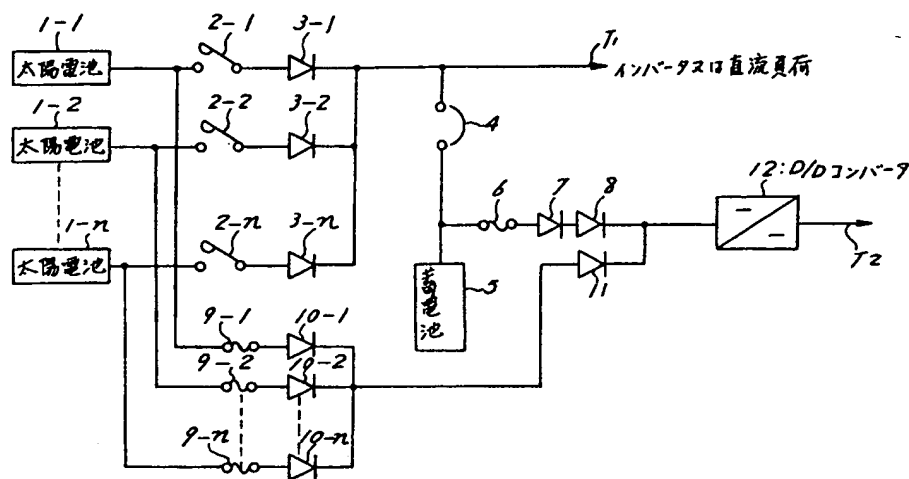 1-1
太陽電池
2-1
3-1
T1
インバータ又は直流負荷
1-2
太陽電池
2-2
3-2
4
1-n
太陽電池
2-n
3-n
6
7
8
12:D/Dコンバータ
T2
蓄電池
5
11
9-1
10-1
9-2
10-2
9-n
10-n